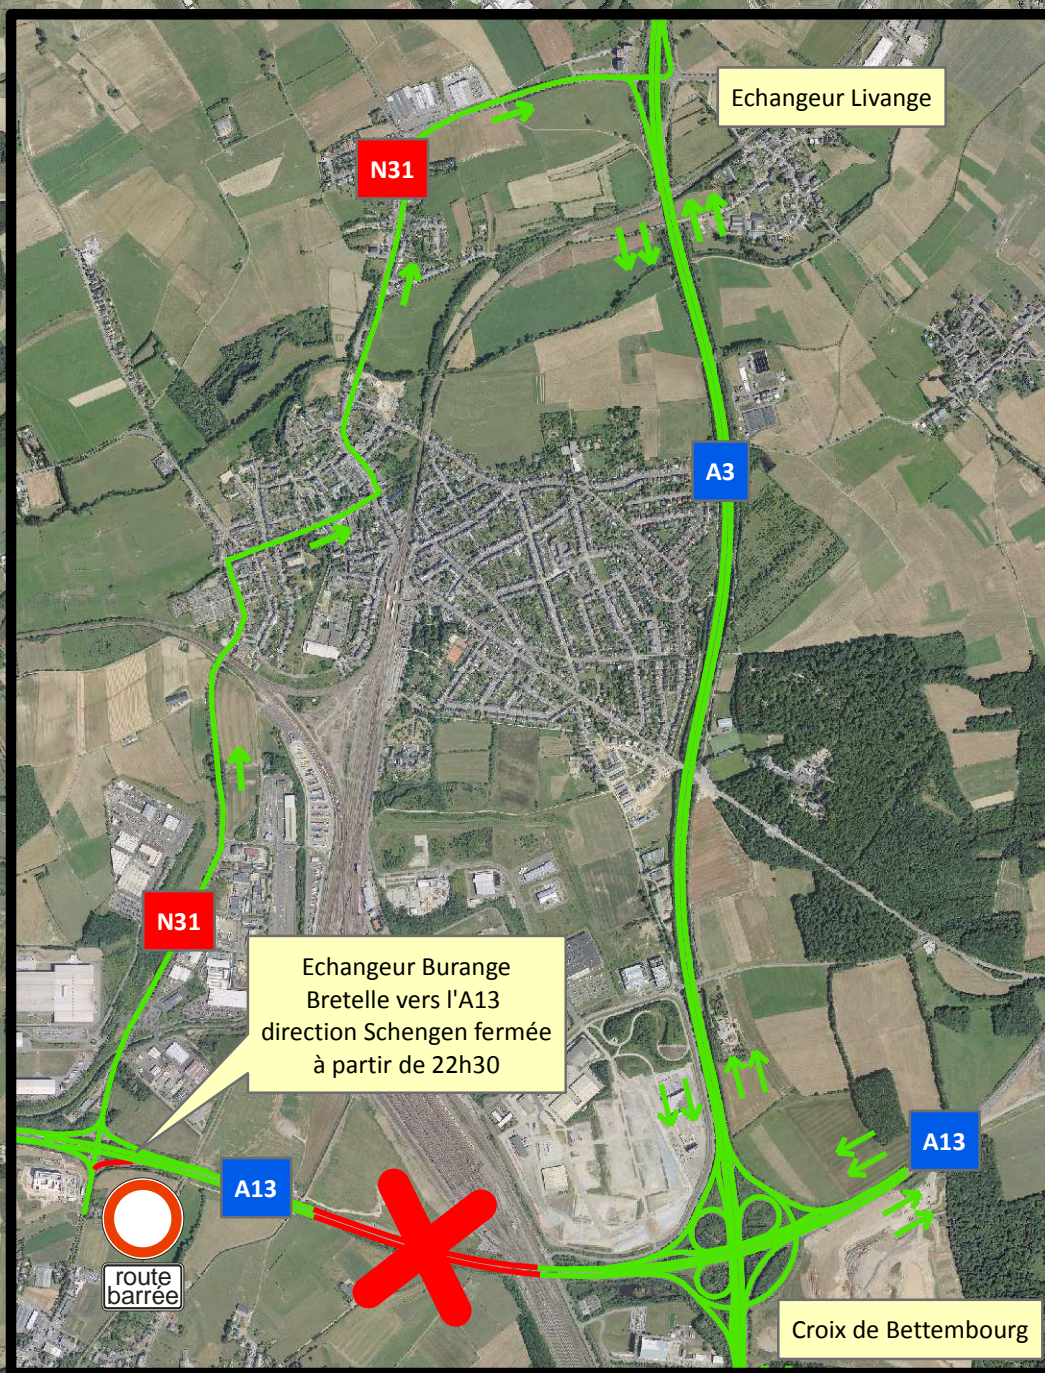 Echangeur Livange
N31
A3
N31
Echangeur Burange
Bretelle vers l'A13
direction Schengen fermée
à partir de 22h30
A13
A13
route
barrée
Croix de Bettembourg